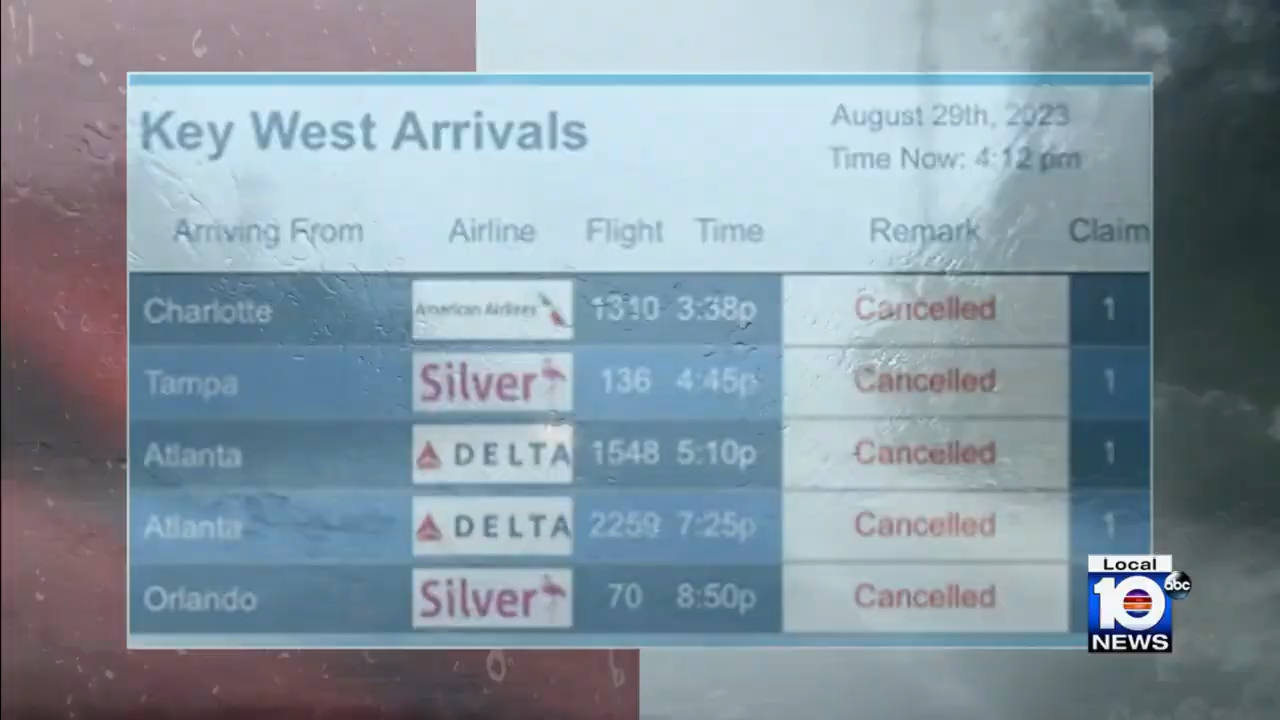 Key West Arrivals
August 29th, 2023
Time Now: 4:12 pm
Arriving From Airline Flight Time Remark Claim
Charlotte American Airlines 1310 3:38p Cancelled 1
Tampa Silver 136 4:45p Cancelled 1
Atlanta DELTA 1548 5:10p Cancelled 1
Atlanta DELTA 2259 7:25p Cancelled 1
Orlando Silver 70 8:50p Cancelled
Local
10 abc
NEWS